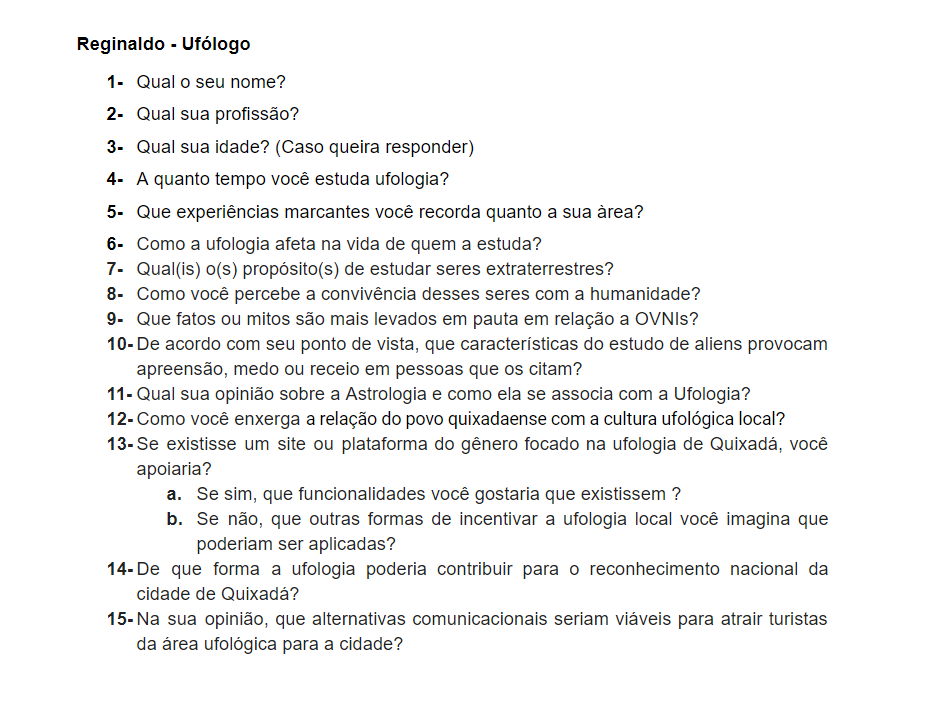 Reginaldo - Ufólogo
1- Qual o seu nome?
2- Qual sua profissão?
3- Qual sua idade? (Caso queira responder)
4- A quanto tempo você estuda ufologia?
5- Que experiências marcantes você recorda quanto a sua àrea?
6- Como a ufologia afeta na vida de quem a estuda?
7- Qual(is) o(s) propósito(s) de estudar seres extraterrestres?
8- Como você percebe a convivência desses seres com a humanidade?
9- Que fatos ou mitos são mais levados em pauta em relação a OVNIs?
10- De acordo com seu ponto de vista, que características do estudo de aliens provocam
apreensão, medo ou receio em pessoas que os citam?
11- Qual sua opinião sobre a Astrologia e como ela se associa com a Ufologia?
12- Como você enxerga a relação do povo quixadaense com a cultura ufológica local?
13- Se existisse um site ou plataforma do gênero focado na ufologia de Quixadá, você
apoiaria?
a. Se sim, que funcionalidades você gostaria que existissem ?
b. Se não, que outras formas de incentivar a ufologia local você imagina que
poderiam ser aplicadas?
14- De que forma a ufologia poderia contribuir para o reconhecimento nacional da
cidade de Quixadá?
15- Na sua opinião, que alternativas comunicacionais seriam viáveis para atrair turistas
da área ufológica para a cidade?